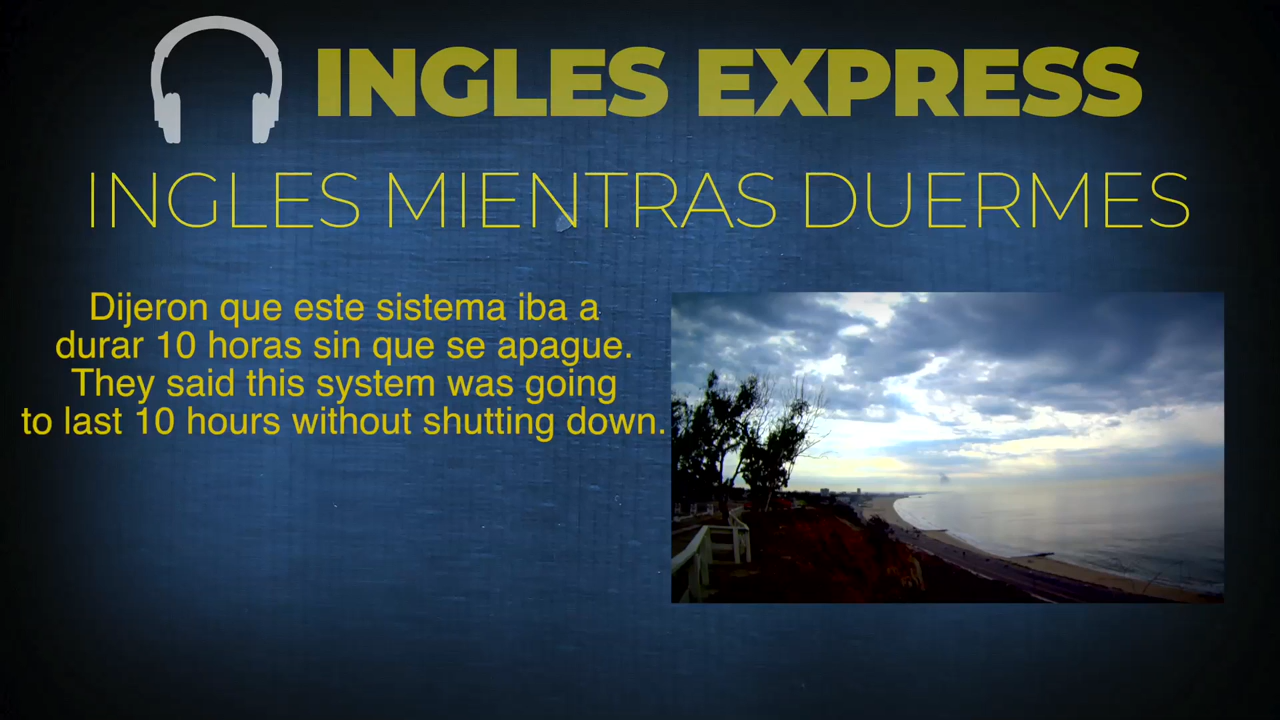 INGLES EXPRESS
INGLES MIENTRAS DUERMES
Dijeron que este sistema iba a
durar 10 horas sin que se apague.
They said this system was going
to last 10 hours without shutting down.